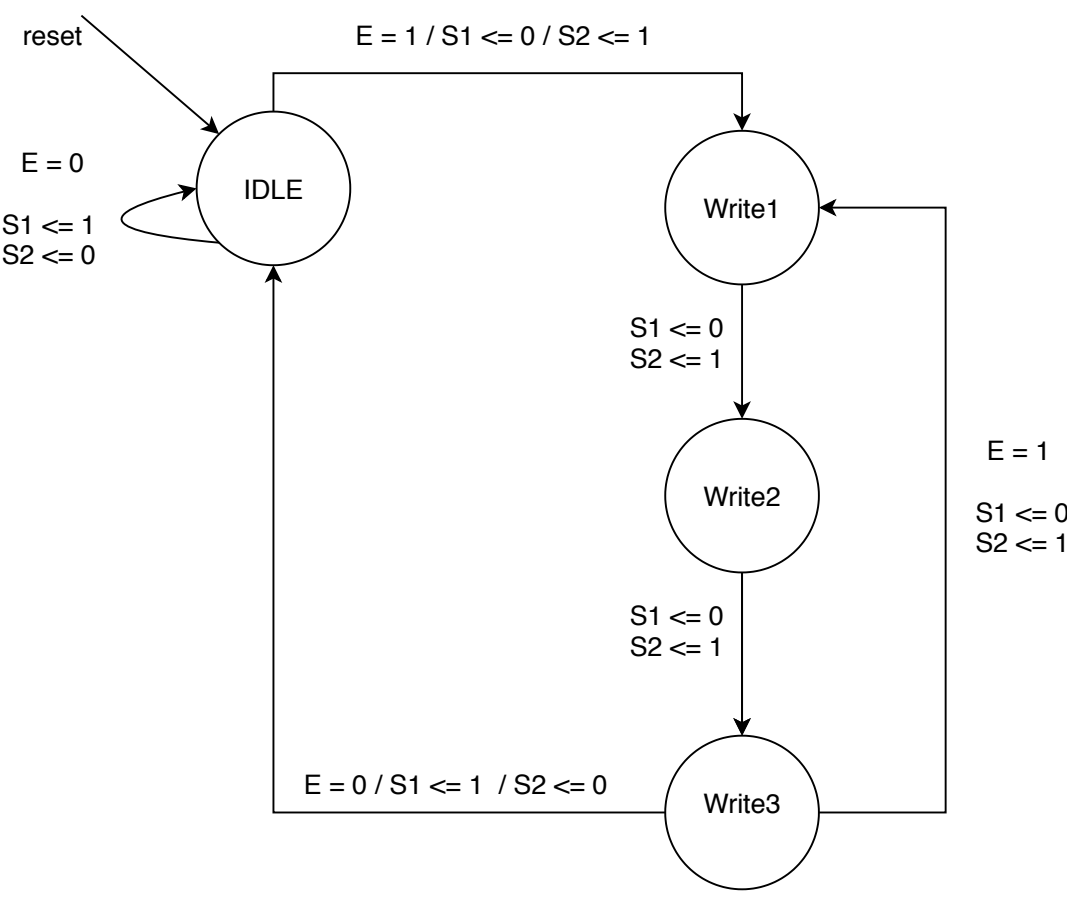 reset
E = 1 / S1 <= 0 / S2 <= 1
E = 0
S1 <= 1
S2 <= 0
IDLE
Write1
S1 <= 0
S2 <= 1
Write2
E = 1
S1 <= 0
S2 <= 1
S1 <= 0
S2 <= 1
E = 0 / S1 <= 1 / S2 <= 0
Write3